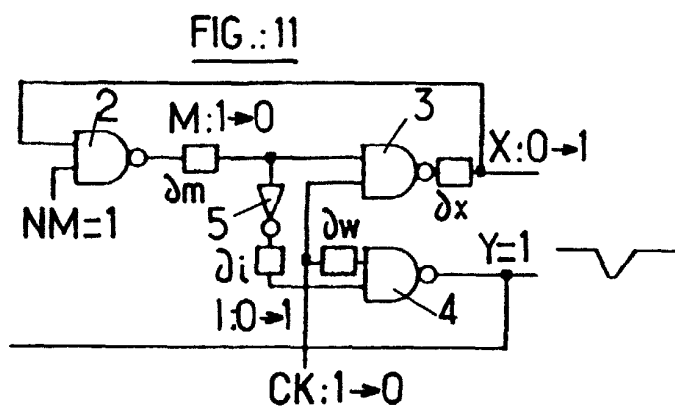 FIG.: 11
2
M:1→0
3
X:0→1
∂m
∂x
NM=1
5
∂w
Y=1
∂i
4
I:0→1
CK:1→0